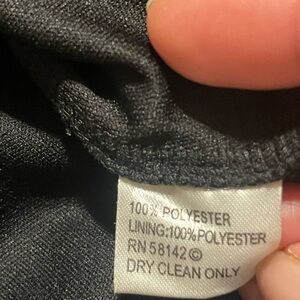 100% POLYESTER
LINING:100%POLYESTER
RN 58142 ©
DRY CLEAN ONLY